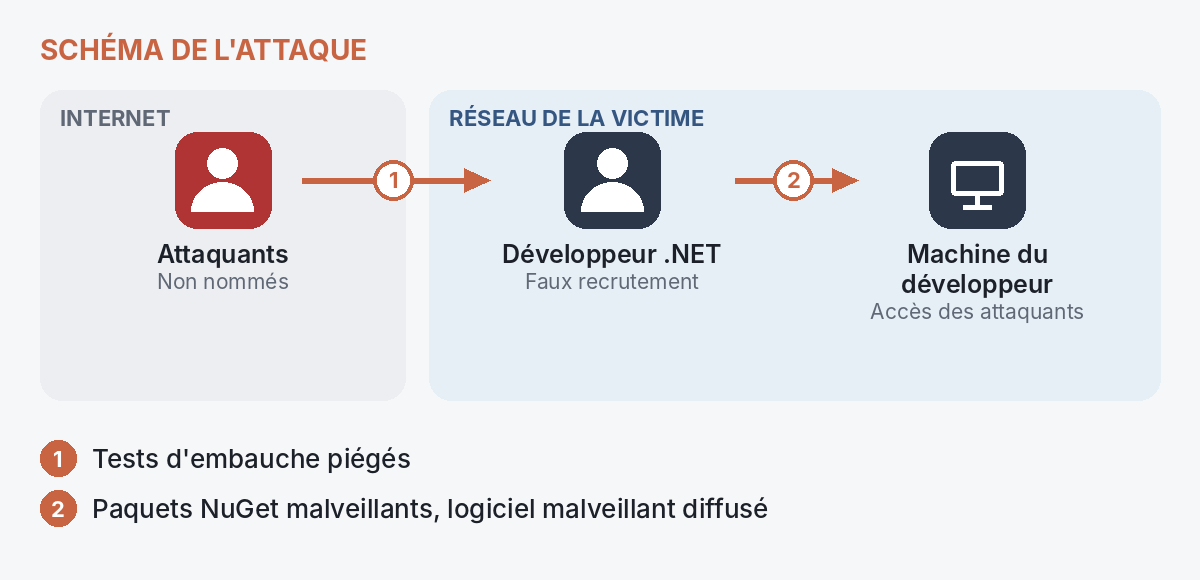 SCHÉMA DE L'ATTAQUE
INTERNET
RÉSEAU DE LA VICTIME
1
2
Attaquants
Non nommés
Développeur .NET
Faux recrutement
Machine du
développeur
Accès des attaquants
1 Tests d'embauche piégés
2 Paquets NuGet malveillants, logiciel malveillant diffusé